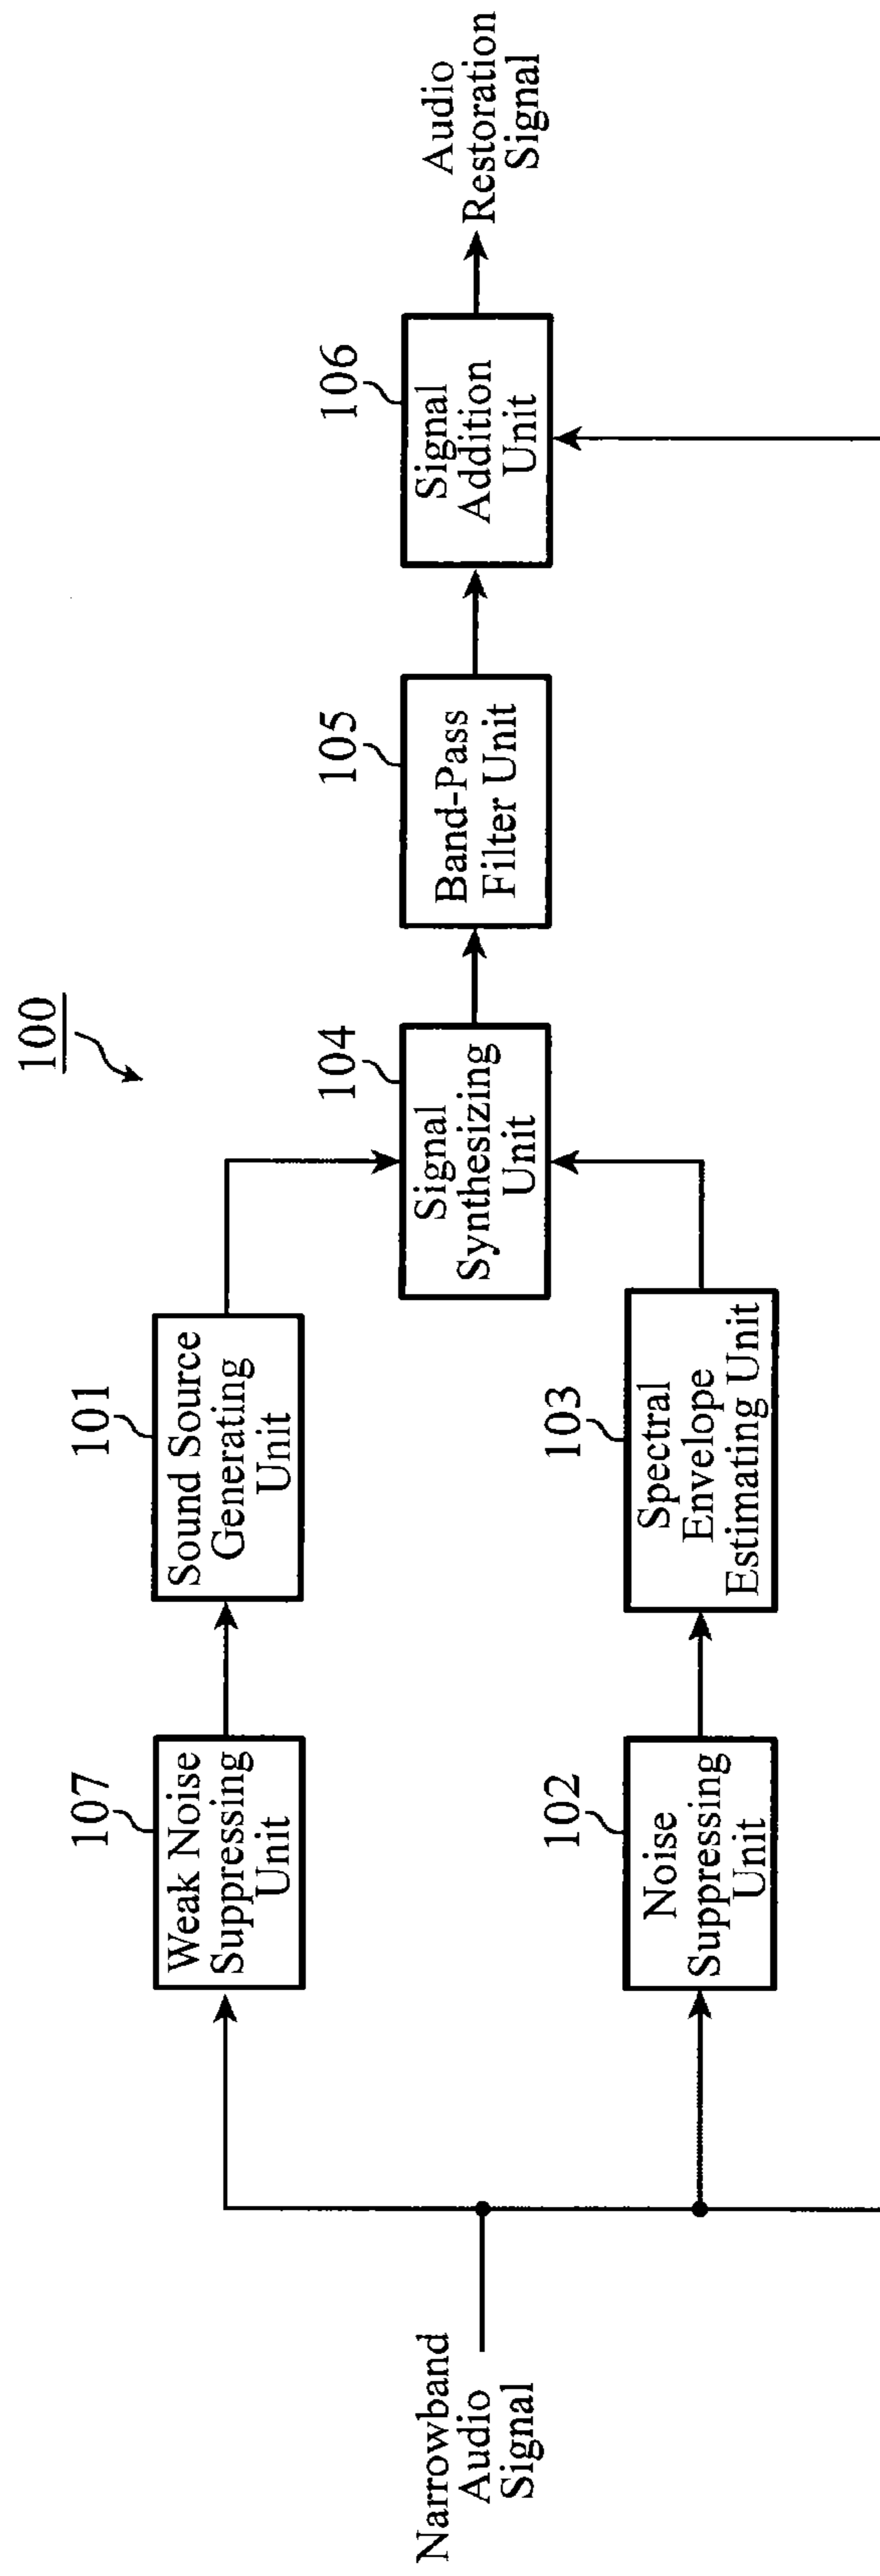 100
Narrowband
Audio
Signal
107
Weak Noise
Suppressing
Unit
101
Sound Source
Generating
Unit
102
Noise
Suppressing
Unit
103
Spectral
Envelope
Estimating Unit
104
Signal
Synthesizing
Unit
105
Band-Pass
Filter Unit
106
Signal
Addition
Unit
Audio
Restoration
Signal